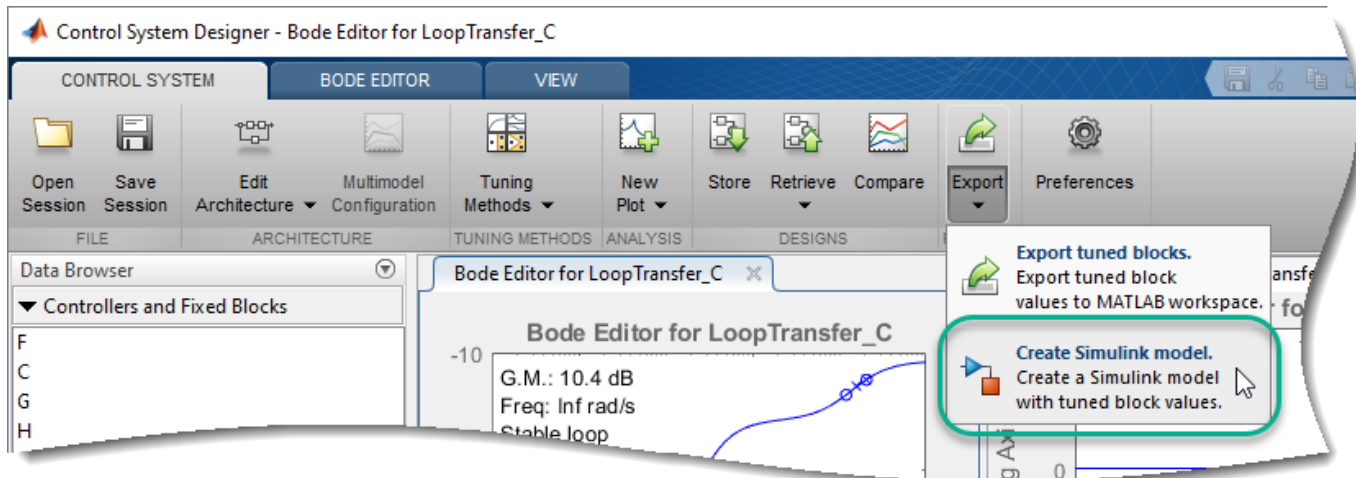 Control System Designer - Bode Editor for LoopTransfer_C
CONTROL SYSTEM
BODE EDITOR
VIEW
Open
Session
Save
Session
Edit
Architecture
Multimodel
Configuration
Tuning
Methods
New
Plot
Store
Retrieve
Compare
Export
Preferences
FILE
ARCHITECTURE
TUNING METHODS
ANALYSIS
DESIGNS
Data Browser
Controllers and Fixed Blocks
F
C
G
H
Bode Editor for LoopTransfer_C
Bode Editor for LoopTransfer_C
-10
G.M.: 10.4 dB
Freq: Inf rad/s
Stable loop
Export tuned blocks.
Export tuned block
values to MATLAB workspace.
Create Simulink model.
Create a Simulink model
with tuned block values.
0